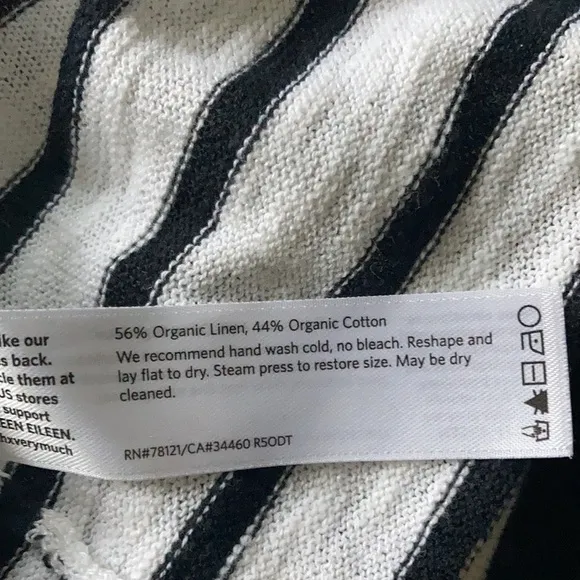 ike our
s back.
cle them at
US stores
support
EEN EILEEN.
hxverymuch
56% Organic Linen, 44% Organic Cotton
We recommend hand wash cold, no bleach. Reshape and
lay flat to dry. Steam press to restore size. May be dry
cleaned.
RN#78121/CA#34460 R5ODT